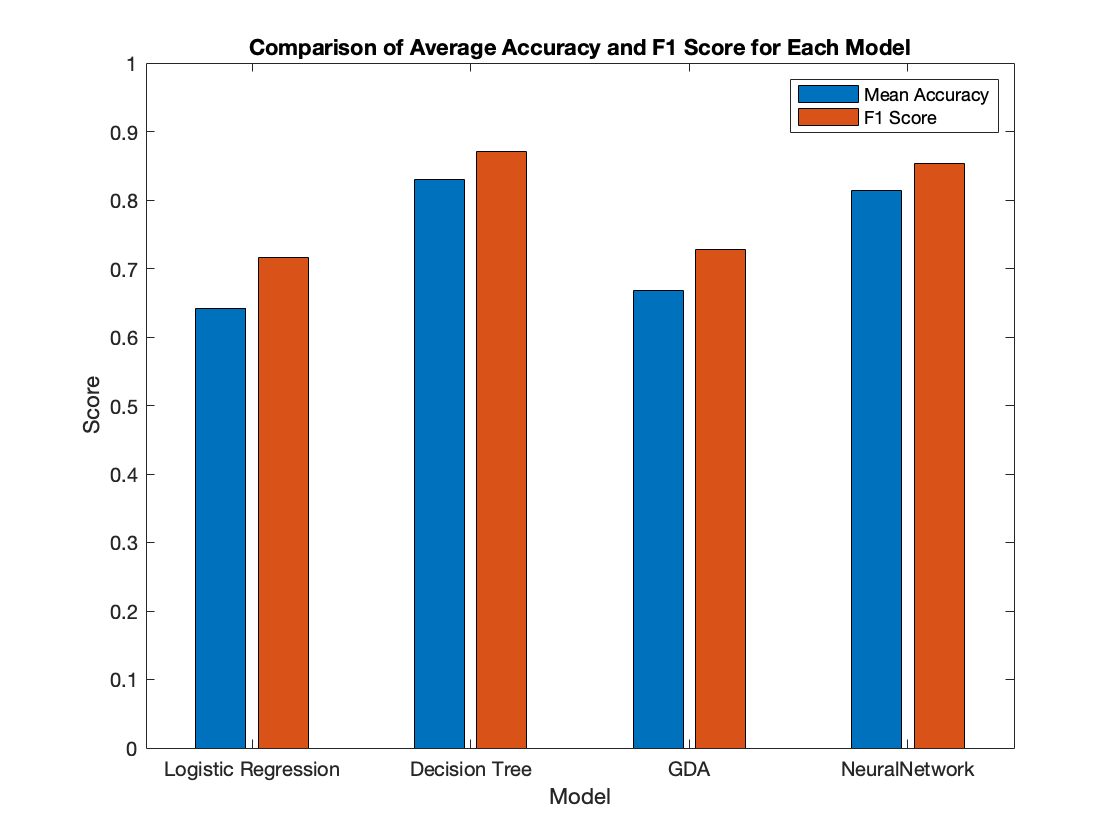 Comparison of Average Accuracy and F1 Score for Each Model
Mean Accuracy
F1 Score
1
0.9
0.8
0.7
0.6
0.5
0.4
0.3
0.2
0.1
0
Score
Logistic Regression
Decision Tree
GDA
NeuralNetwork
Model